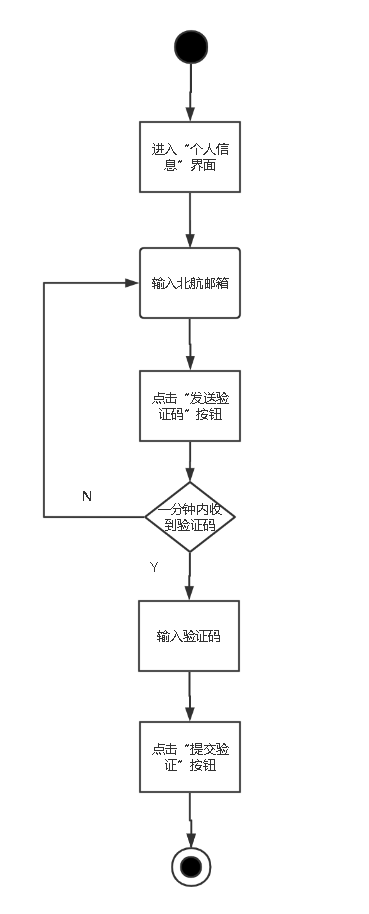 进入 “个人信
息” 界面
输入北航邮箱
点击 “发送验
证码” 按钮
一分钟内收
到验证码
N
Y
输入验证码
点击 “提交验
证” 按钮